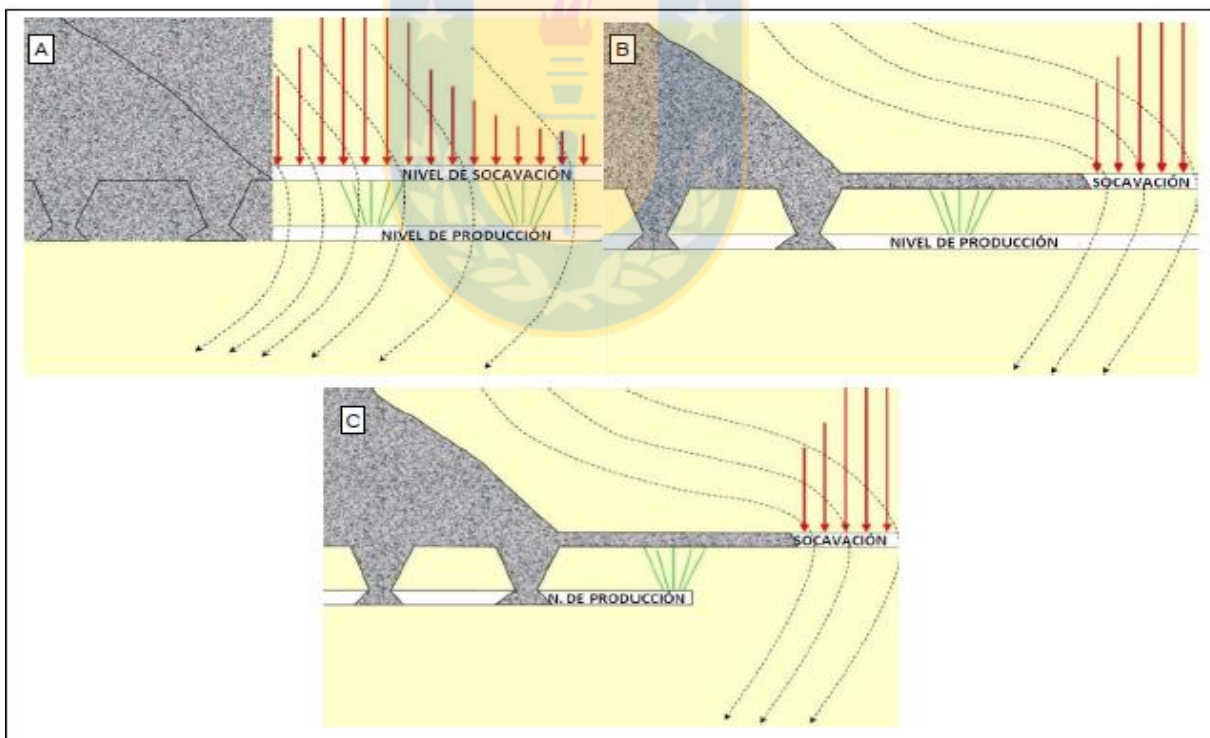 A
NIVEL DE SOCAVACIÓN
NIVEL DE PRODUCCIÓN
B
SOCAVACIÓN
NIVEL DE PRODUCCIÓN
C
SOCAVACIÓN
N. DE PRODUCCIÓN